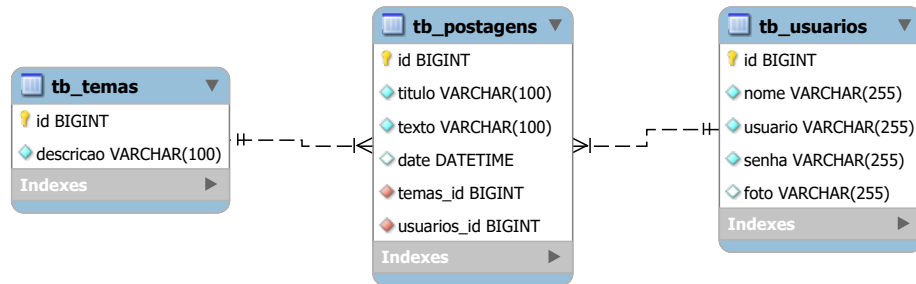 tb_temas
id BIGINT
descricao VARCHAR(100)
Indexes
tb_postagens
id BIGINT
titulo VARCHAR(100)
texto VARCHAR(100)
date DATETIME
temas_id BIGINT
usuarios_id BIGINT
Indexes
tb_usuarios
id BIGINT
nome VARCHAR(255)
usuario VARCHAR(255)
senha VARCHAR(255)
foto VARCHAR(255)
Indexes